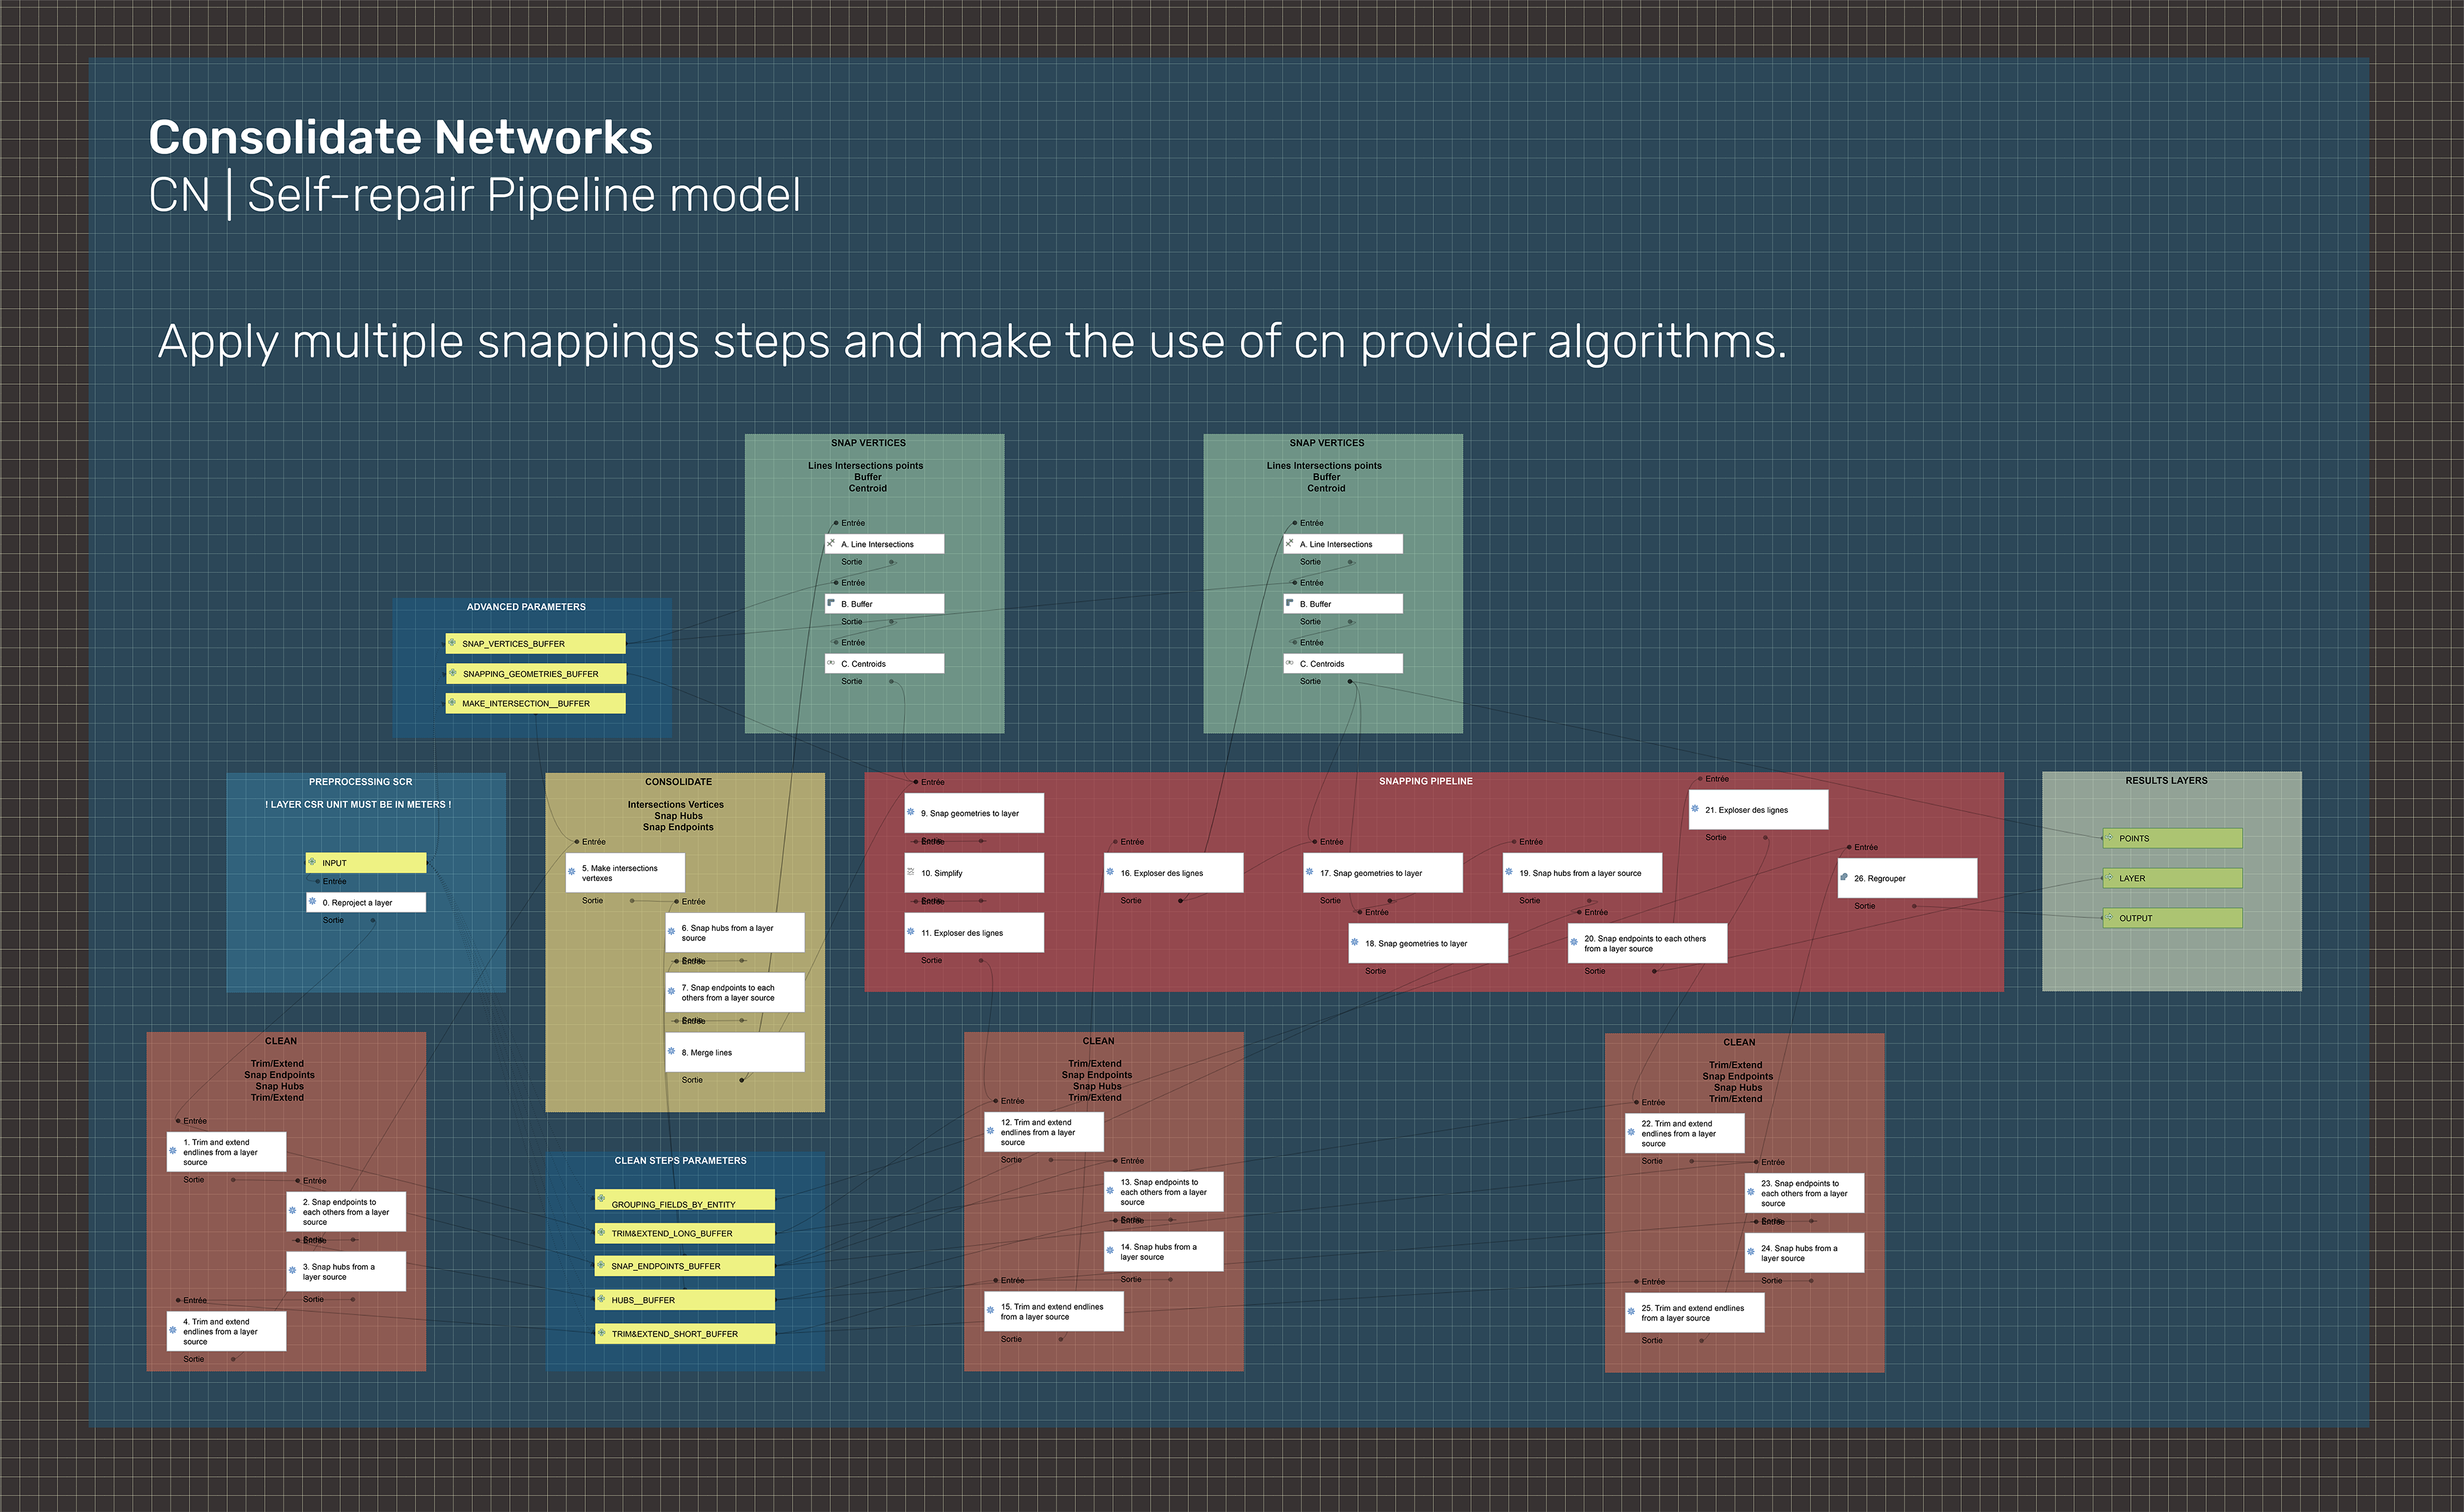 Consolidate Networks
CN | Self-repair Pipeline model
Apply multiple snappings steps and make the use of cn provider algorithms.
SNAP VERTICES
Lines Intersections points
Buffer
Centroid
Entrée
A. Line Intersections
Sortie
Entrée
B. Buffer
Sortie
Entrée
C. Centroids
Sortie
SNAP VERTICES
Lines Intersections points
Buffer
Centroid
Entrée
A. Line Intersections
Sortie
Entrée
B. Buffer
Sortie
Entrée
C. Centroids
Sortie
ADVANCED PARAMETERS
SNAP_VERTICES_BUFFER
SNAPPING_GEOMETRIES_BUFFER
MAKE_INTERSECTION__BUFFER
PREPROCESSING SCR
! LAYER CSR UNIT MUST BE IN METERS !
INPUT
Entrée
0. Reproject a layer
Sortie
CONSOLIDATE
Intersections Vertices
Snap Hubs
Snap Endpoints
Entrée
5. Make intersections
vertexes
Sortie
Entrée
6. Snap hubs from a layer
source
Sortie
Entrée
7. Snap endpoints to each
others from a layer source
Sortie
Entrée
8. Merge lines
Sortie
SNAPPING PIPELINE
Entrée
9. Snap geometries to layer
Sortie
Entrée
10. Simplify
Sortie
Entrée
11. Exploser des lignes
Sortie
Entrée
16. Exploser des lignes
Sortie
Entrée
17. Snap geometries to layer
Sortie
Entrée
18. Snap geometries to layer
Sortie
Entrée
19. Snap hubs from a layer source
Sortie
Entrée
20. Snap endpoints to each others
from a layer source
Sortie
Entrée
21. Exploser des lignes
Sortie
Entrée
26. Regrouper
Sortie
RESULTS LAYERS
POINTS
LAYER
OUTPUT
CLEAN
Trim/Extend
Snap Endpoints
Snap Hubs
Trim/Extend
Entrée
1. Trim and extend
endlines from a layer
source
Sortie
Entrée
2. Snap endpoints to
each others from a layer
source
Sortie
Entrée
3. Snap hubs from a
layer source
Sortie
Entrée
4. Trim and extend
endlines from a layer
source
Sortie
CLEAN STEPS PARAMETERS
GROUPING_FIELDS_BY_ENTITY
TRIM&EXTEND_LONG_BUFFER
SNAP_ENDPOINTS_BUFFER
HUBS__BUFFER
TRIM&EXTEND_SHORT_BUFFER
CLEAN
Trim/Extend
Snap Endpoints
Snap Hubs
Trim/Extend
Entrée
12. Trim and extend
endlines from a layer
source
Sortie
Entrée
13. Snap endpoints to
each others from a layer
source
Sortie
Entrée
14. Snap hubs from a
layer source
Sortie
Entrée
15. Trim and extend endlines
from a layer source
Sortie
CLEAN
Trim/Extend
Snap Endpoints
Snap Hubs
Trim/Extend
Entrée
22. Trim and extend
endlines from a layer
source
Sortie
Entrée
23. Snap endpoints to
each others from a layer
source
Sortie
Entrée
24. Snap hubs from a
layer source
Sortie
Entrée
25. Trim and extend endlines
from a layer source
Sortie